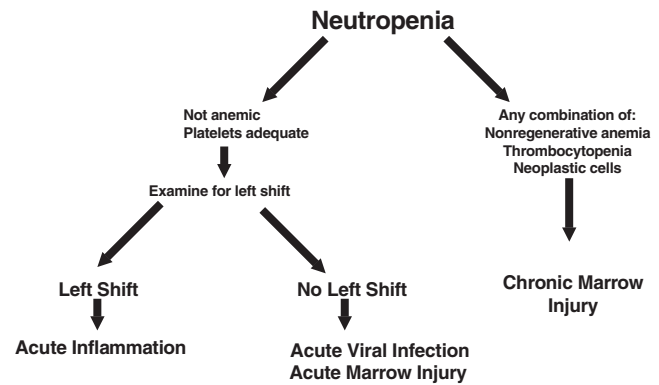 Neutropenia
Not anemic
Platelets adequate
Any combination of:
Nonregenerative anemia
Thrombocytopenia
Neoplastic cells
Examine for left shift
Left Shift
No Left Shift
Chronic Marrow
Injury
Acute Inflammation
Acute Viral Infection
Acute Marrow Injury